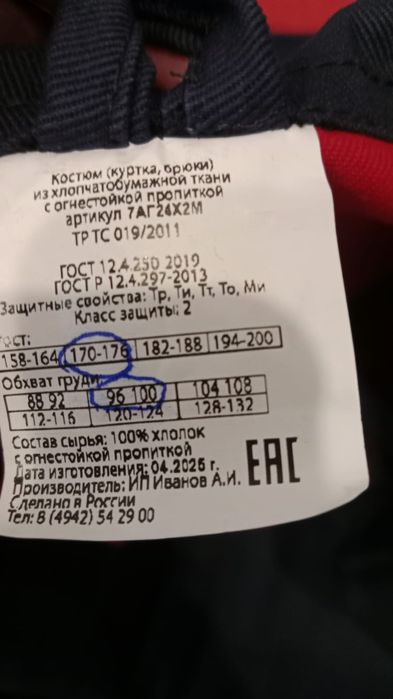 Костюм (куртка, брюки)
из хлопчатобумажной ткани
с огнестойкой пропиткой
артикул 7АГ24Х2М
ТР ТС 019/2011
ГОСТ 12.4.250 2019
ГОСТ Р 12.4.297-2013
Защитные свойства: Тр, Ти, Тт, То, Ми
Класс защиты: 2
Рост:
158-164 170-176 182-188 194-200
Обхват груди:
88 92 96 100 104 108
112-116 120-124 128-132
Состав сырья: 100% хлопок
с огнестойкой пропиткой
Дата изготовления: 04.2025 г.
Производитель: ИП Иванов А.И.
Сделано в России
Тел: 8 (4942) 54 29 00
ЕАС